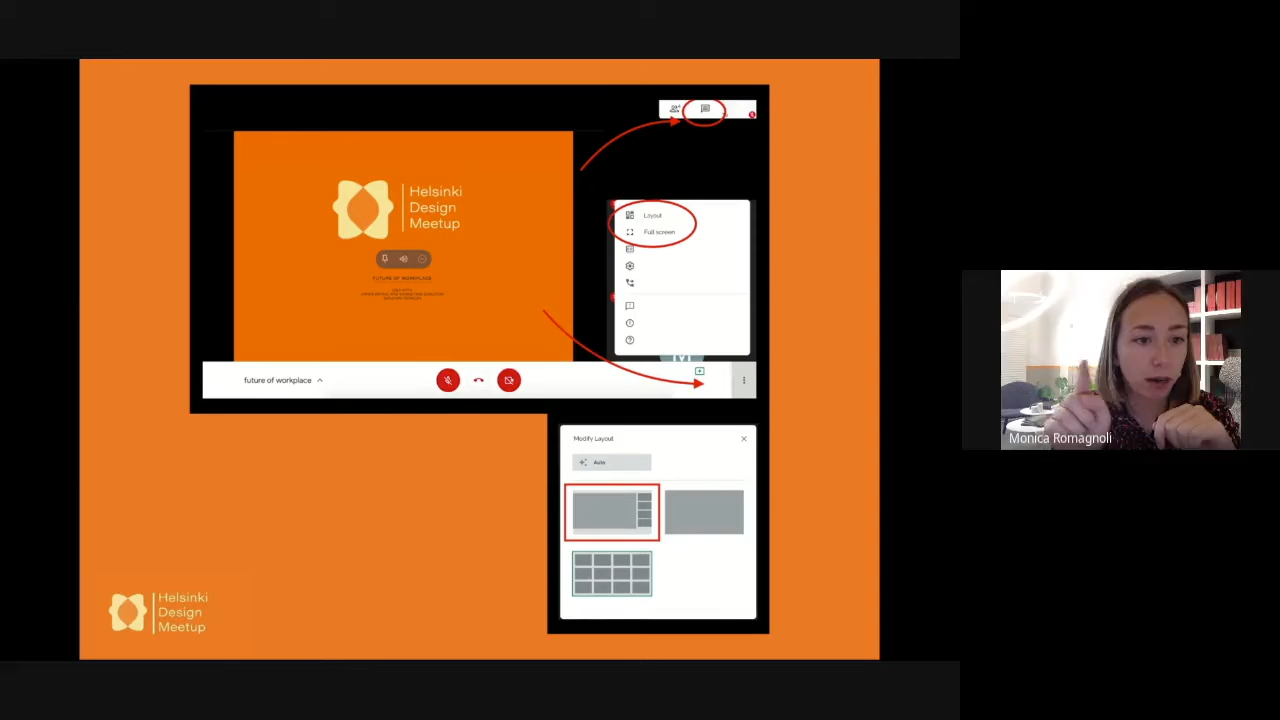 Helsinki
Design
Meetup
FUTURE OF WORKPLACE
Layout
Full screen
future of workplace
Modify Layout
Auto
Helsinki
Design
Meetup
Monica Romagnoli